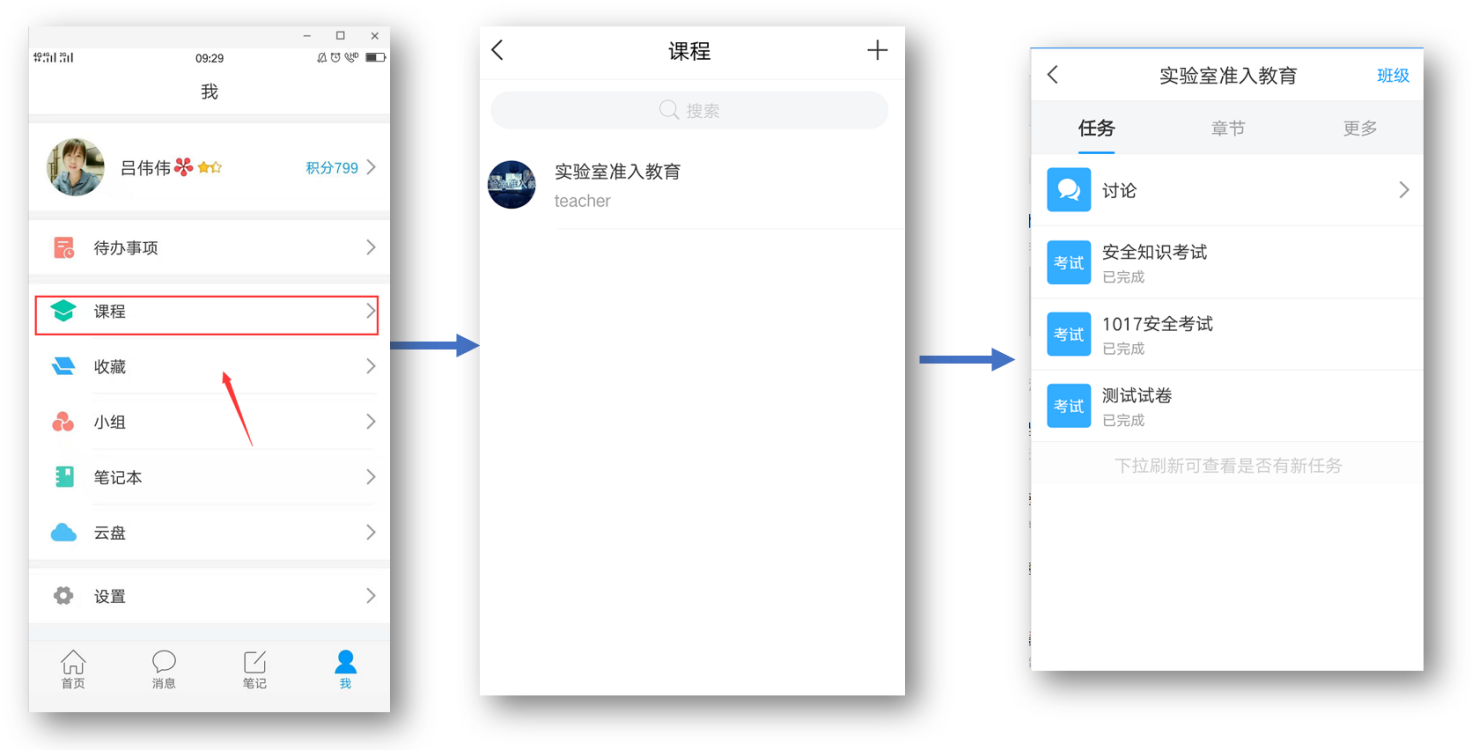 09:29
我
吕伟伟 积分799
待办事项
课程
收藏
小组
笔记本
云盘
设置
首页 消息 笔记 我
课程
搜索
实验室准入教育
teacher
实验室准入教育 班级
任务 章节 更多
讨论
考试 安全知识考试
已完成
考试 1017安全考试
已完成
考试 测试试卷
已完成
下拉刷新可查看是否有新任务